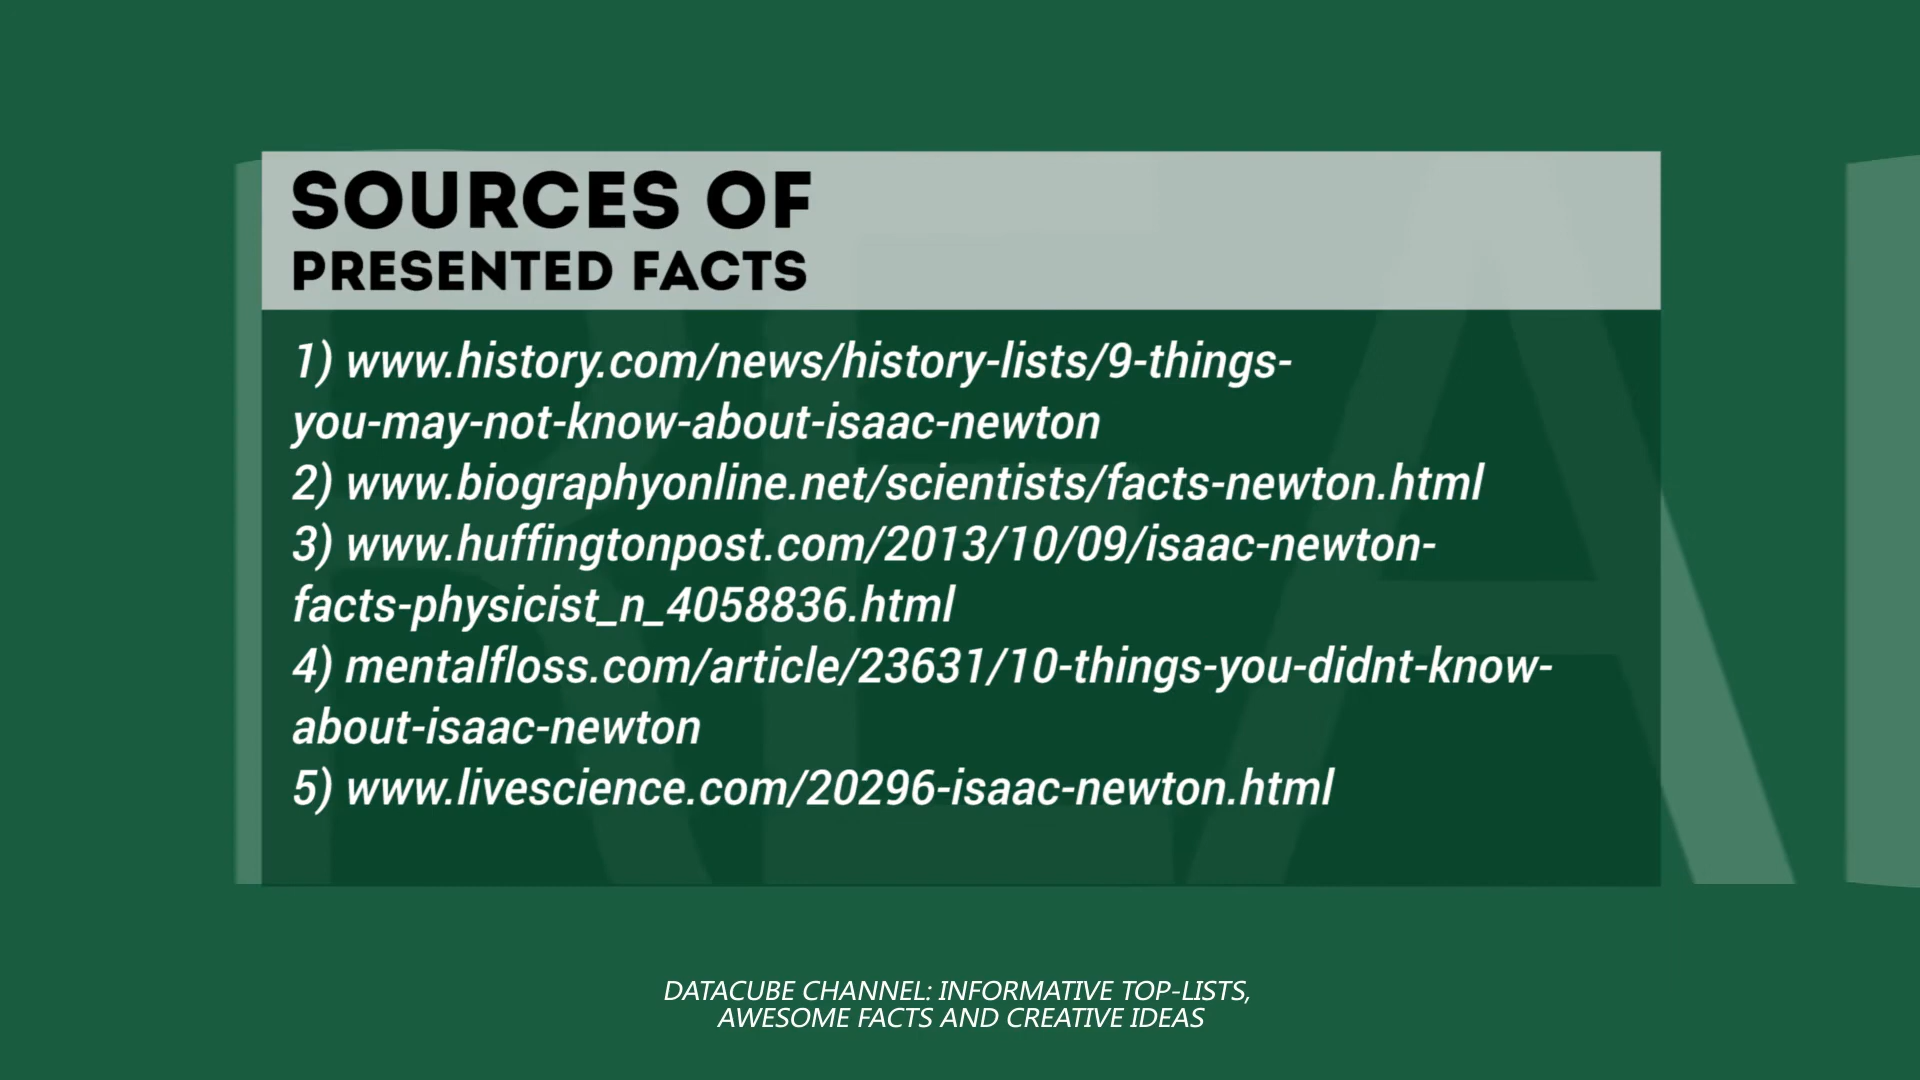 SOURCES OF
PRESENTED FACTS
1) www.history.com/news/history-lists/9-things-
you-may-not-know-about-isaac-newton
2) www.biographyonline.net/scientists/facts-newton.html
3) www.huffingtonpost.com/2013/10/09/isaac-newton-
facts-physicist_n_4058836.html
4) mentalfloss.com/article/23631/10-things-you-didnt-know-
about-isaac-newton
5) www.livescience.com/20296-isaac-newton.html
DATACUBE CHANNEL: INFORMATIVE TOP-LISTS,
AWESOME FACTS AND CREATIVE IDEAS